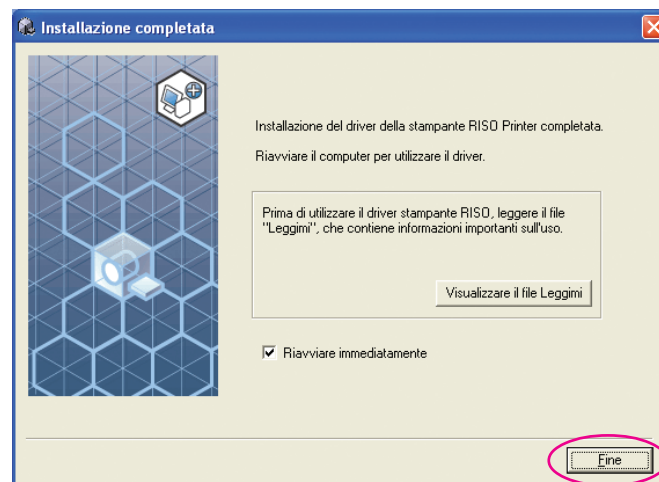 Installazione completata
Installazione del driver della stampante RISO Printer completata.
Riavviare il computer per utilizzare il driver.
Prima di utilizzare il driver stampante RISO, leggere il file
"Leggimi", che contiene informazioni importanti sull'uso.
Visualizzare il file Leggimi
Riavviare immediatamente
Fine